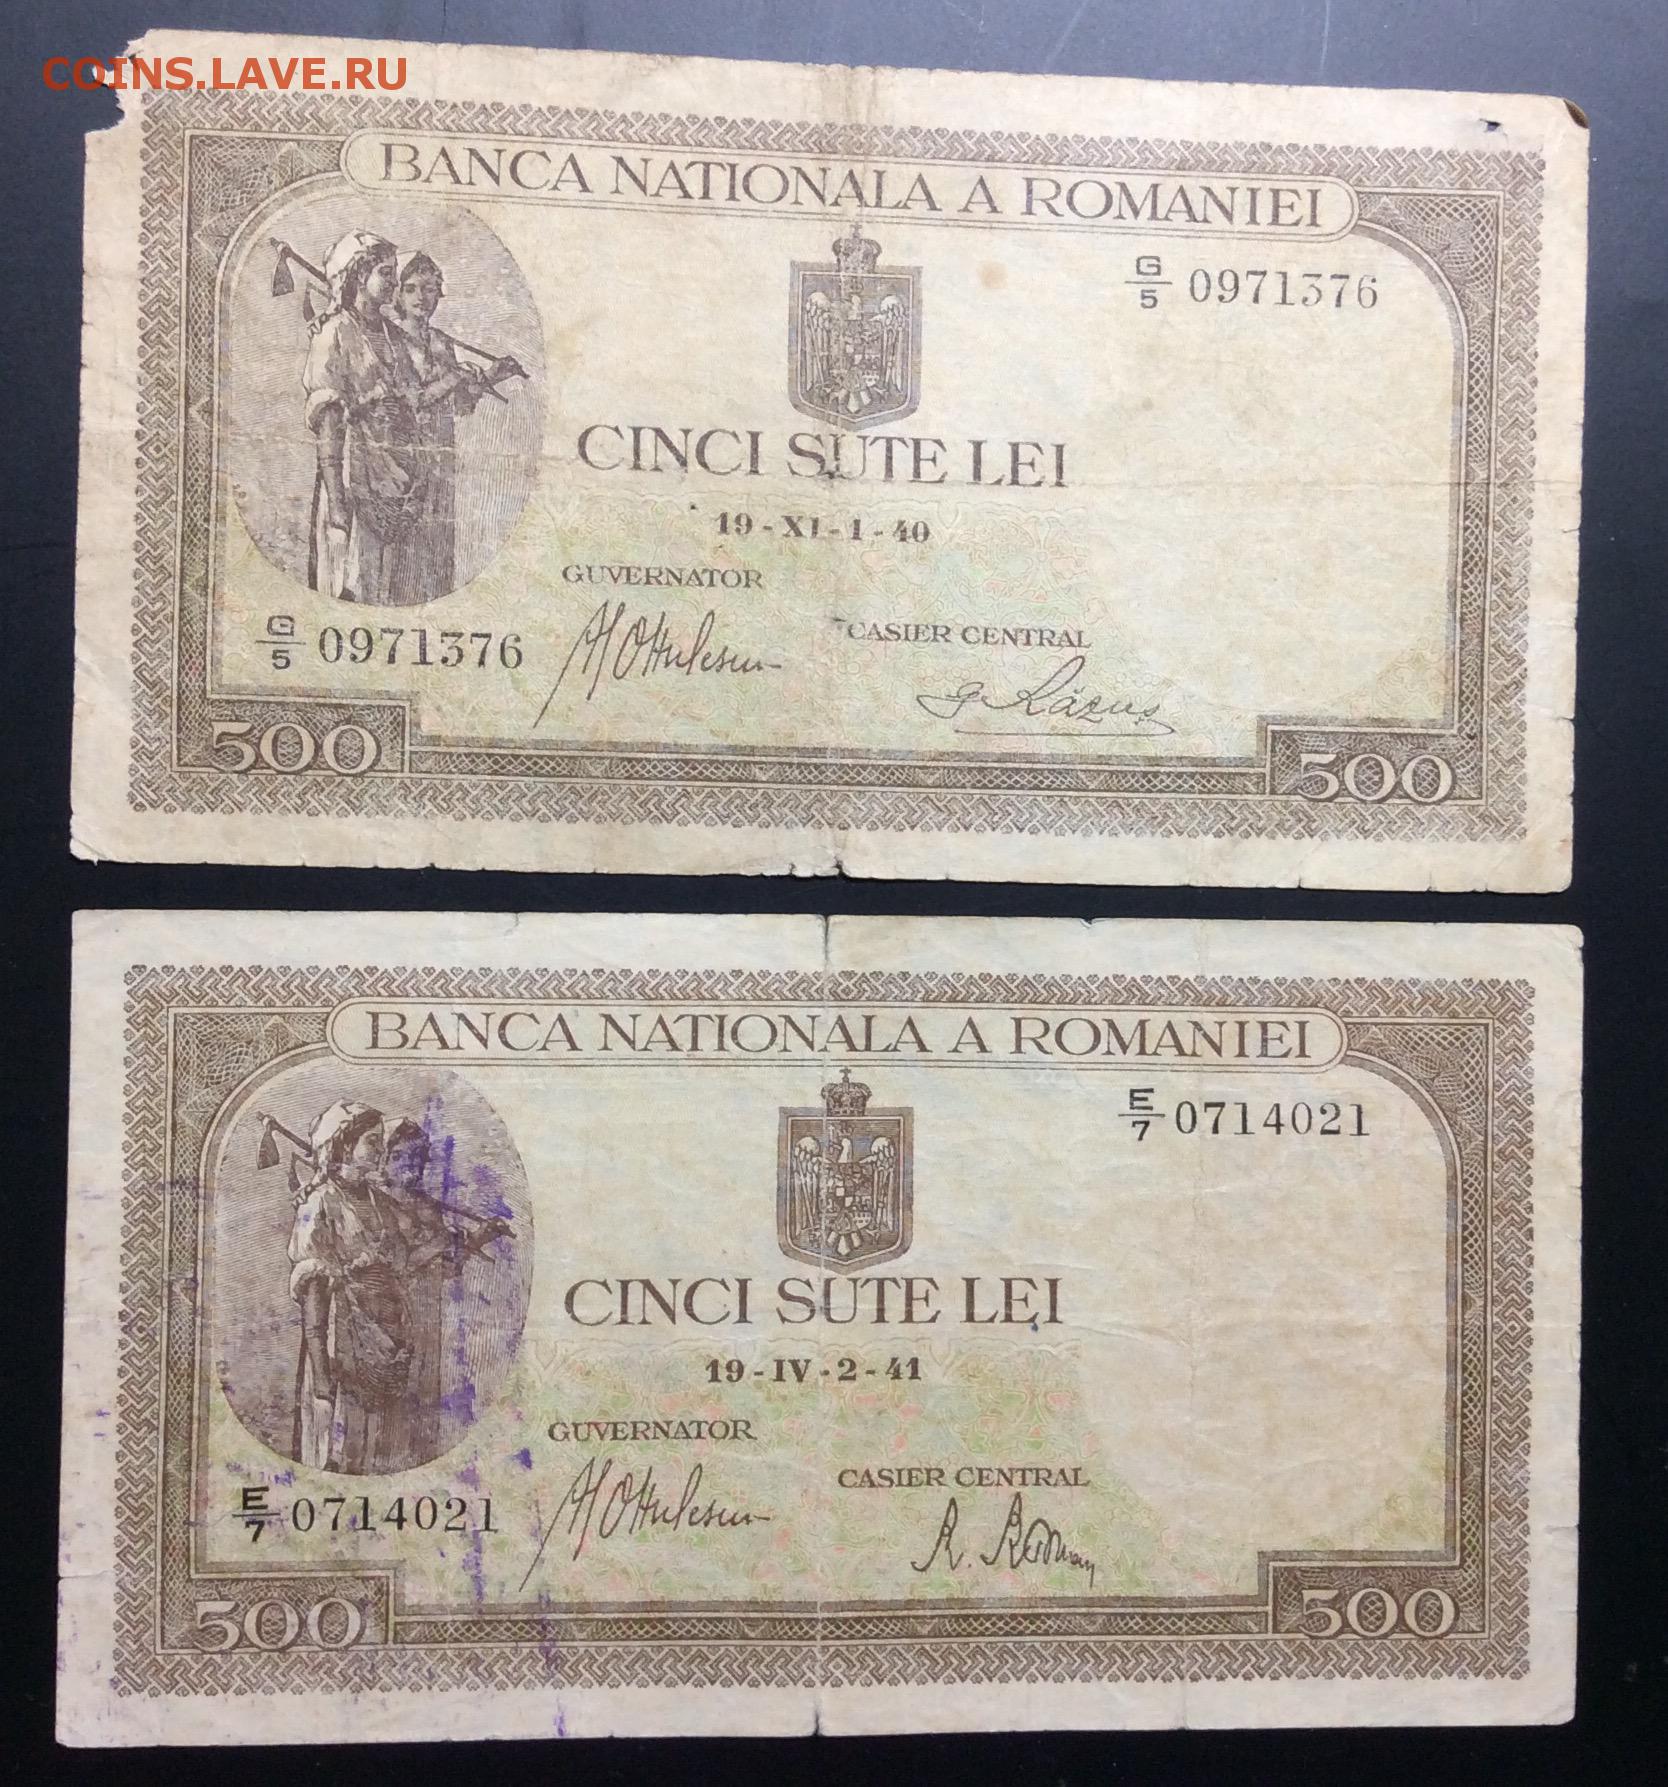 COINS.LAVE.RU
BANCA NATIONALA A ROMANIEI
G/5 0971376
CINCI SUTE LEI
19-XI-1-40
GUVERNATOR
CASIER CENTRAL
G/5 0971376
G. Răzuș
500
500
BANCA NATIONALA A ROMANIEI
E/7 0714021
CINCI SUTE LEI
19-IV-2-41
GUVERNATOR
CASIER CENTRAL
E/7 0714021
500
500